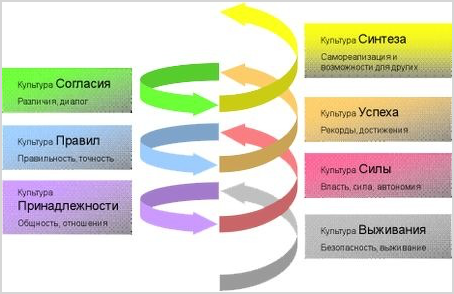 Культура Согласия
Различия, диалог
Культура Правил
Правильность, точность
Культура
Принадлежности
Общность, отношения
Культура Синтеза
Самореализация и
возможности для других
Культура Успеха
Рекорды, достижения
Культура Силы
Власть, сила, автономия
Культура Выживания
Безопасность, выживание